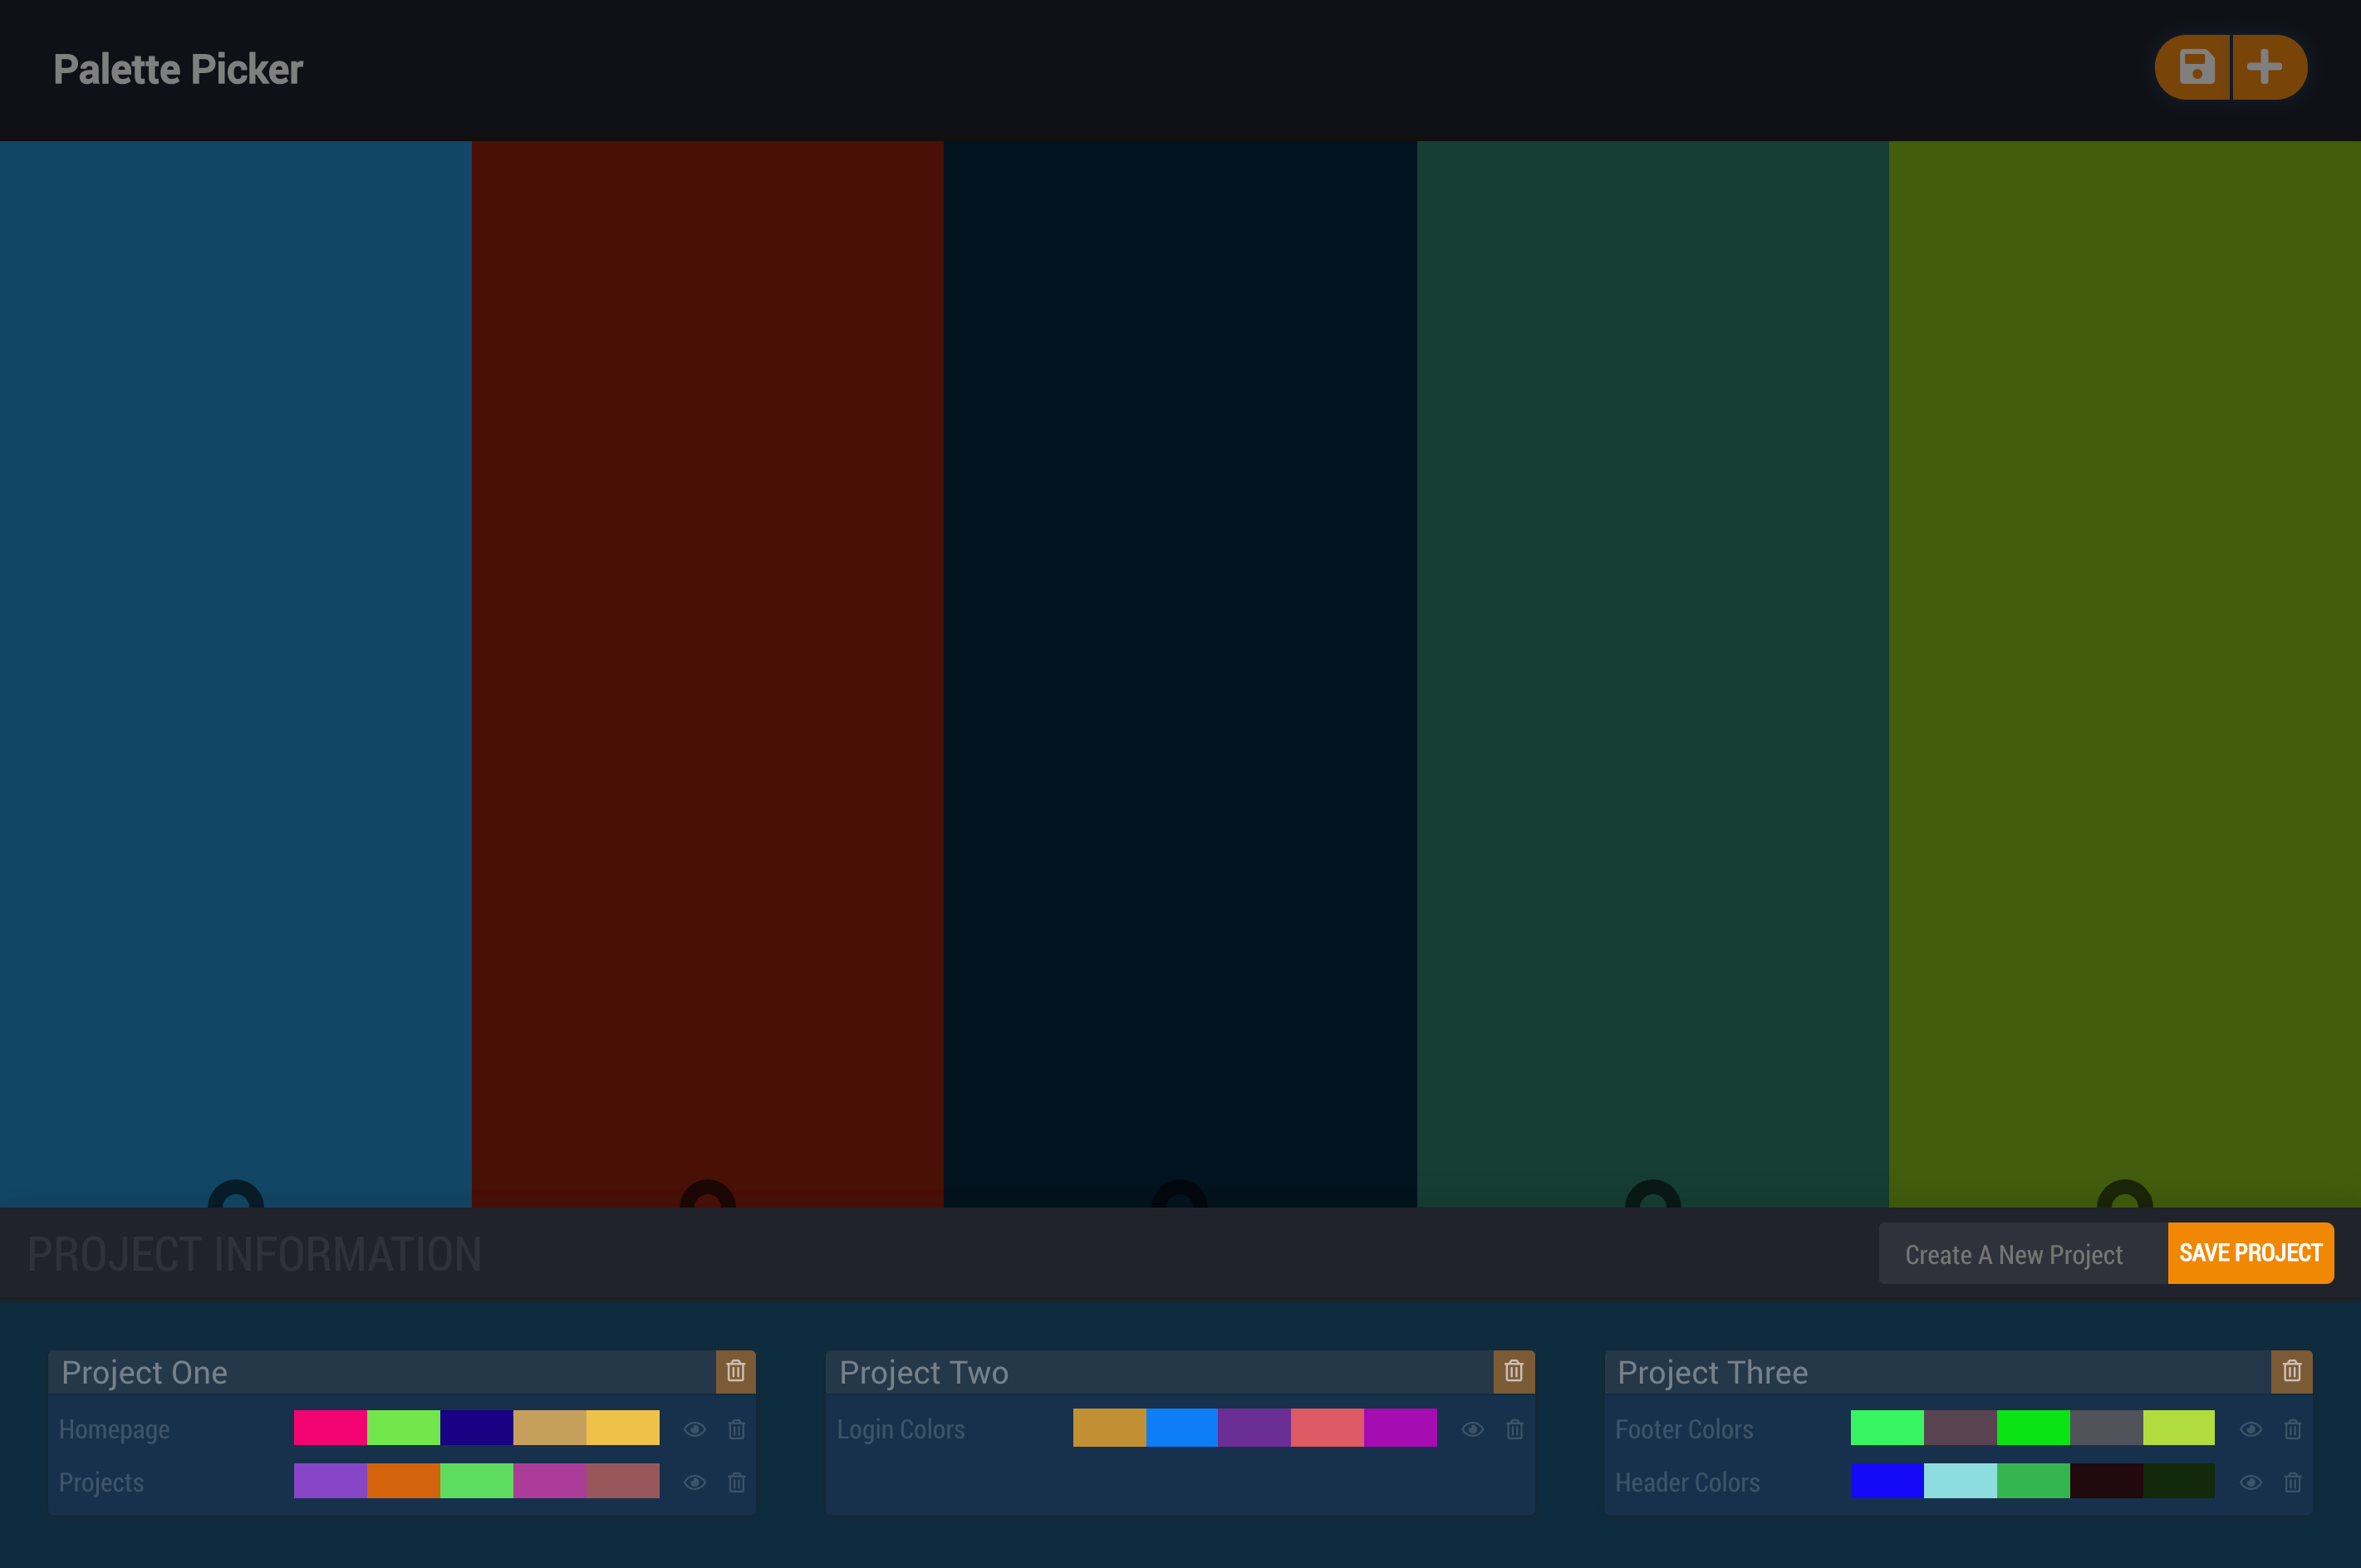 Palette Picker
PROJECT INFORMATION
Create A New Project
SAVE PROJECT
Project One
Homepage
Projects
Project Two
Login Colors
Project Three
Footer Colors
Header Colors